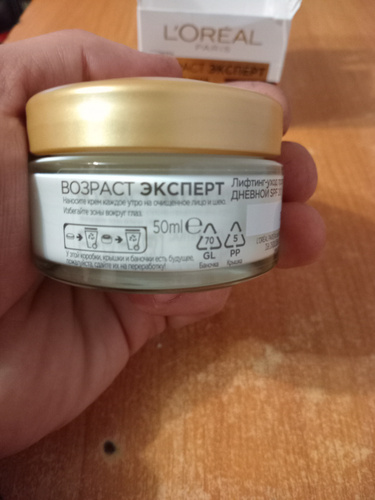 L'ORÉAL
PARIS
ВОЗРАСТ ЭКСПЕРТ
ВОЗРАСТ ЭКСПЕРТ
Наносите крем каждое утро на очищенное лицо и шею.
Избегайте зоны вокруг глаз.
Лифтинг-уход
ДНЕВНОЙ SPF
50ml e
70
GL
Баночка
5
PP
Крышка
У этой коробки, крышки и баночки есть будущее,
пожалуйста, сдайте их на переработку!